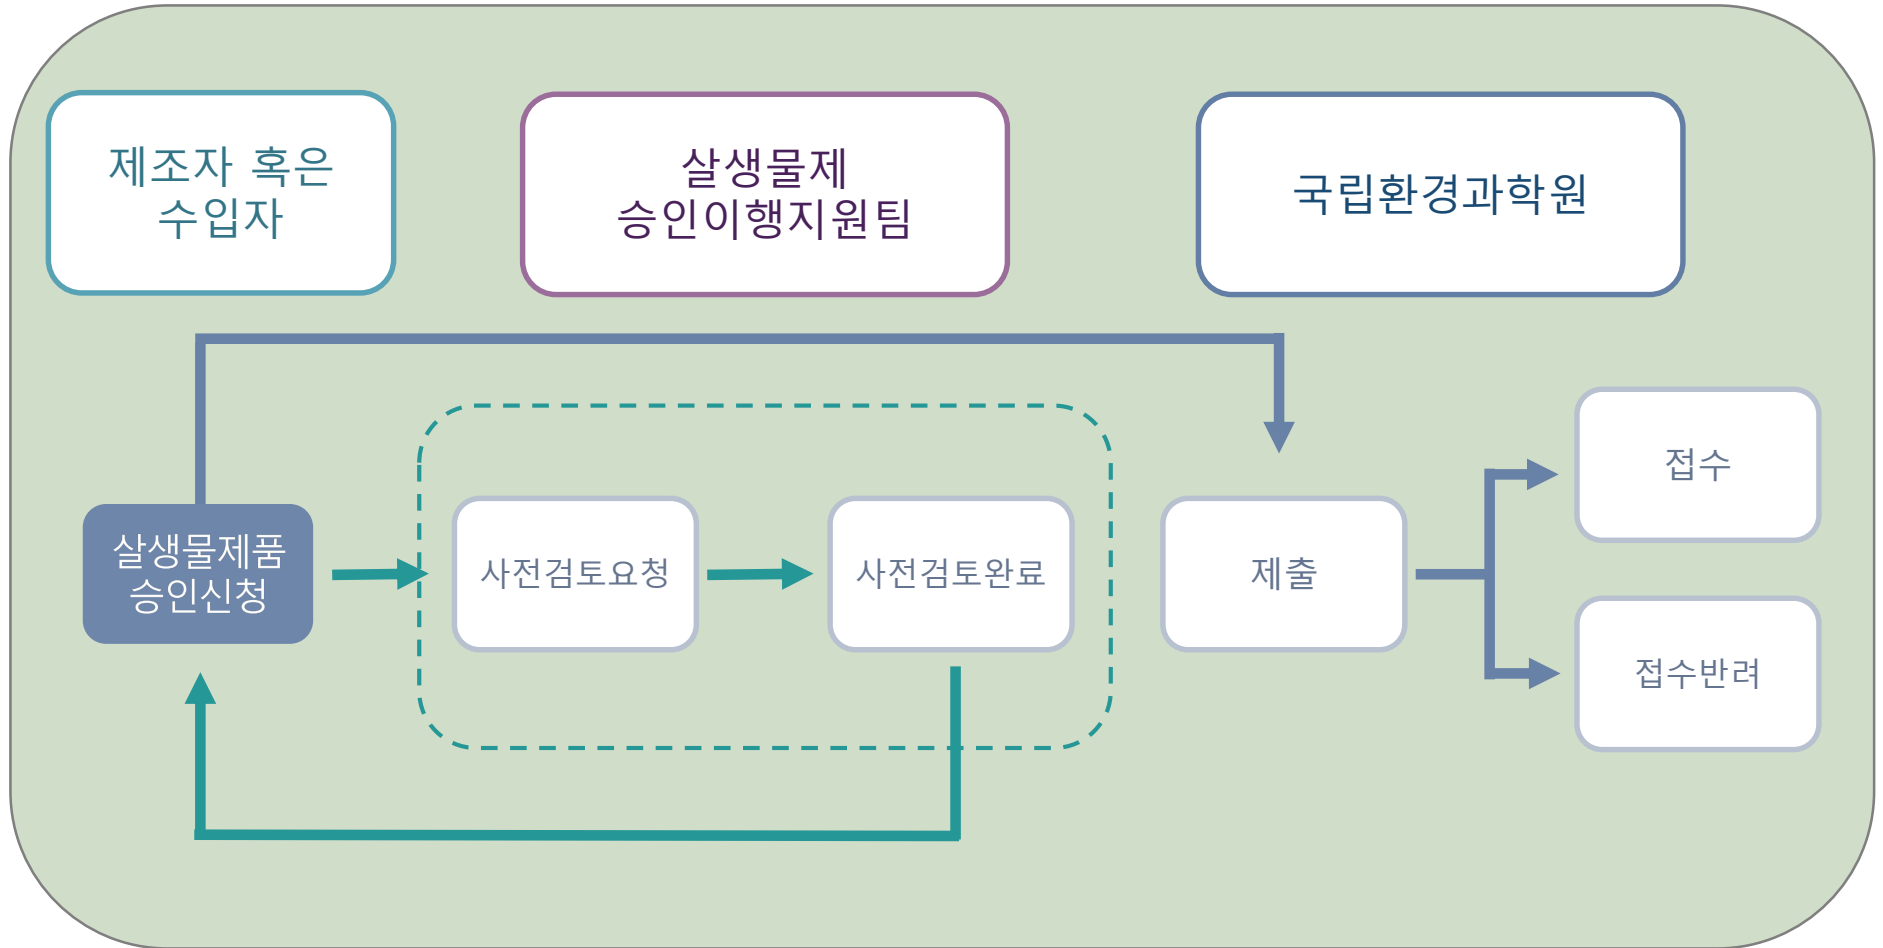 제조자 혹은
수입자
살생물제
승인이행지원팀
국립환경과학원
살생물제품
승인신청
사전검토요청
사전검토완료
제출
접수
접수반려